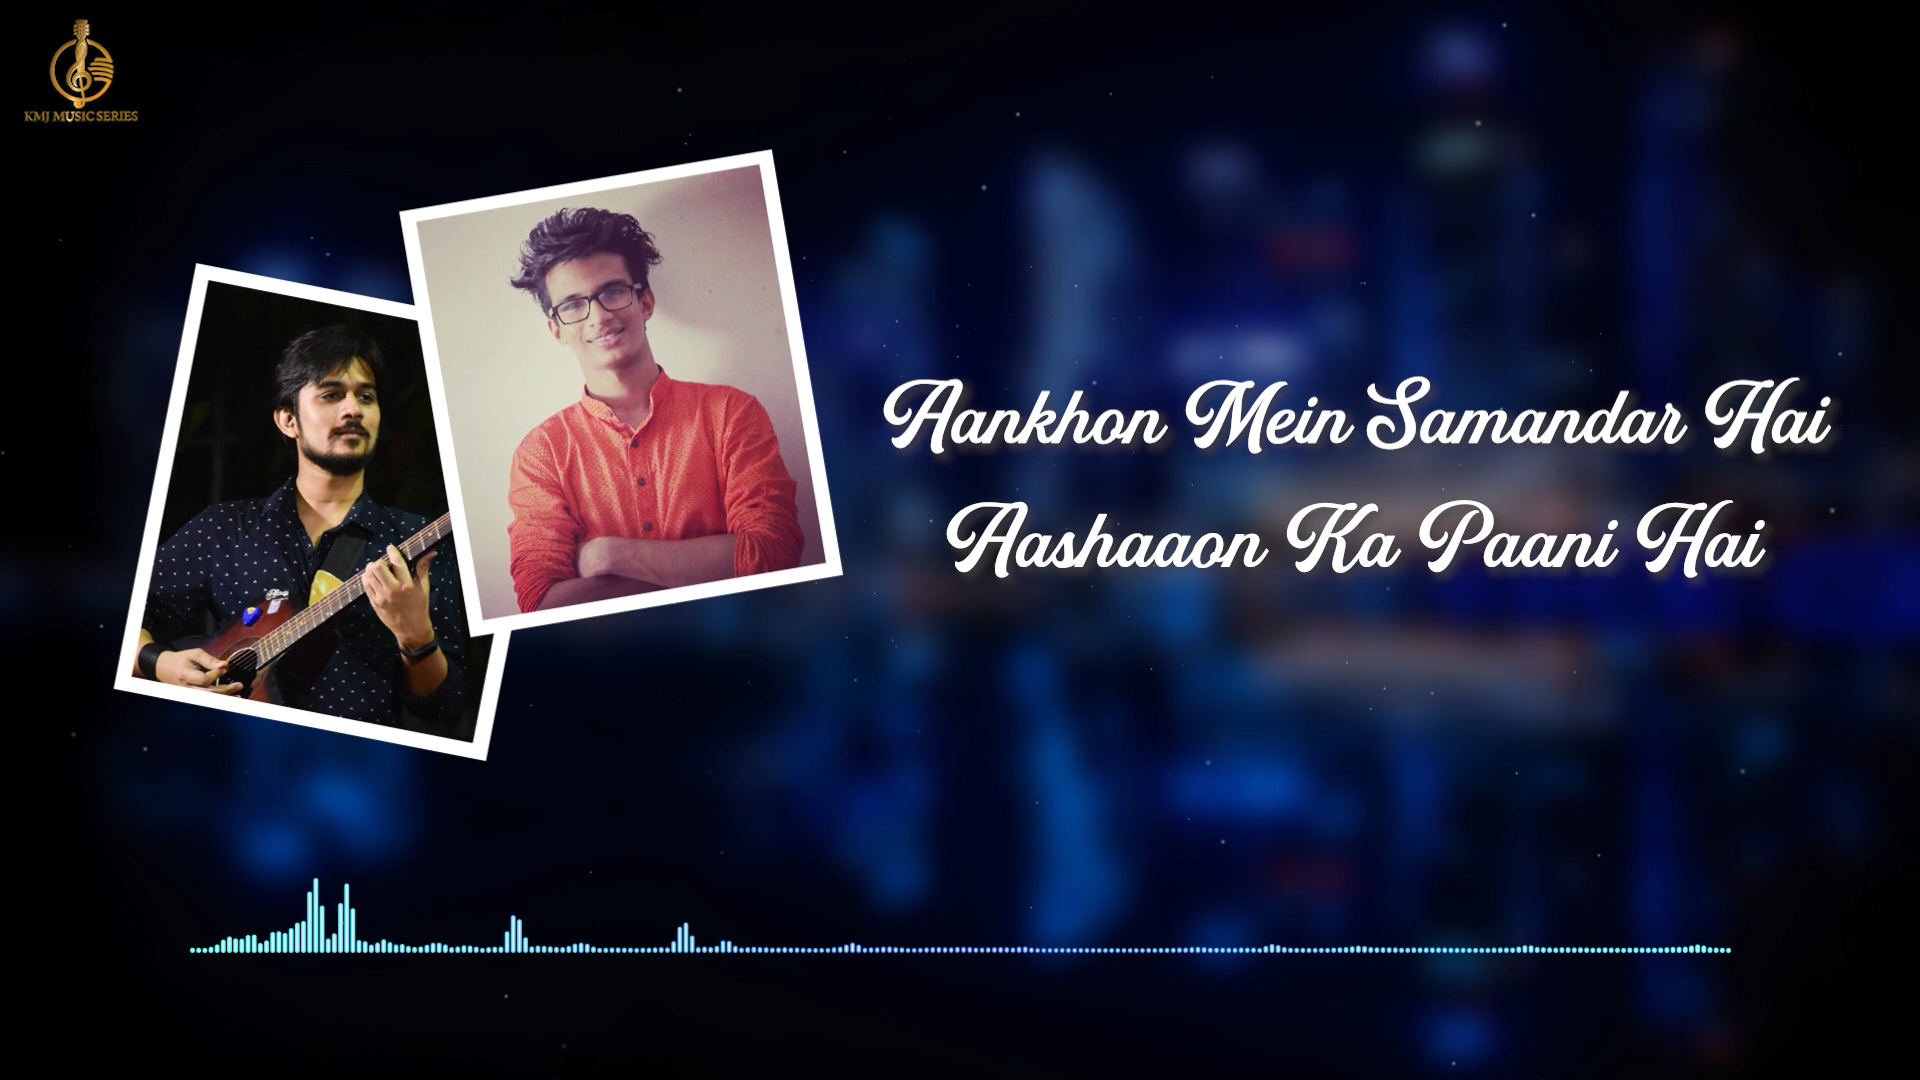 KMJ MUSIC SERIES
Aankhon Mein Samandar Hai
Aashaaon Ka Paani Hai